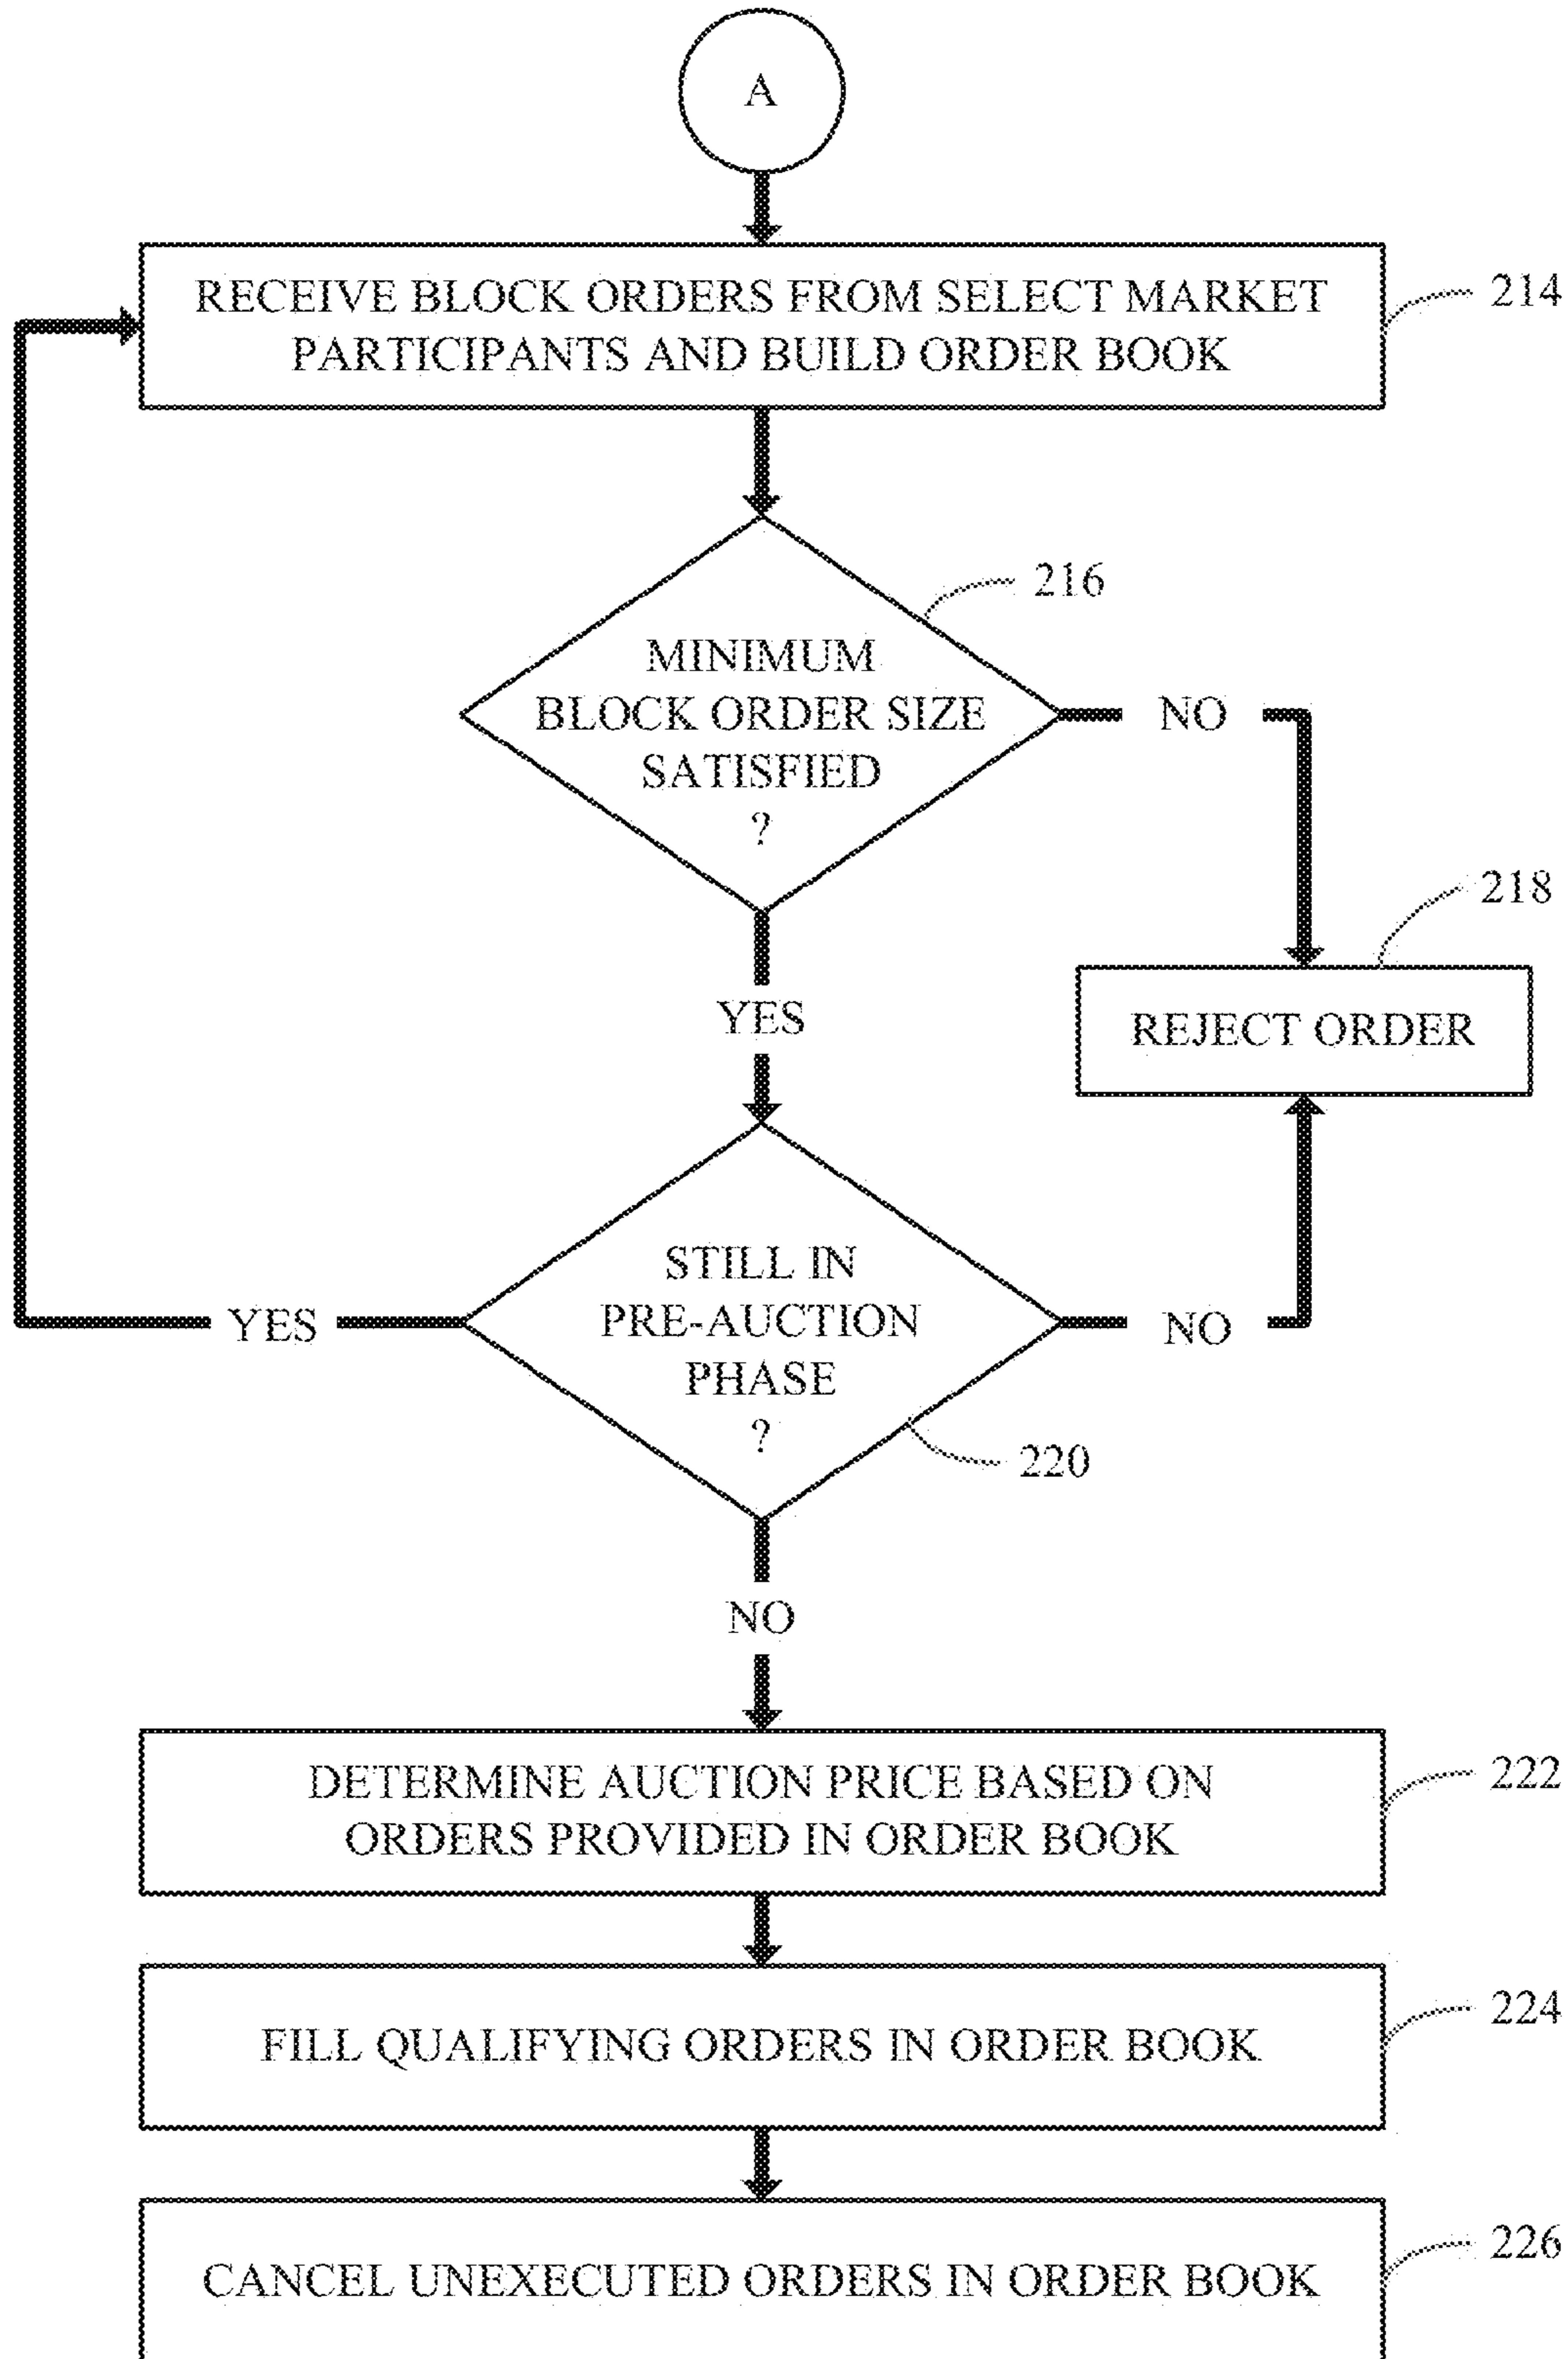 A
RECEIVE BLOCK ORDERS FROM SELECT MARKET
PARTICIPANTS AND BUILD ORDER BOOK
214
216
MINIMUM
BLOCK ORDER SIZE
SATISFIED
?
NO
218
YES
REJECT ORDER
STILL IN
PRE-AUCTION
PHASE
?
YES
NO
220
NO
DETERMINE AUCTION PRICE BASED ON
ORDERS PROVIDED IN ORDER BOOK
222
FILL QUALIFYING ORDERS IN ORDER BOOK
224
CANCEL UNEXECUTED ORDERS IN ORDER BOOK
226